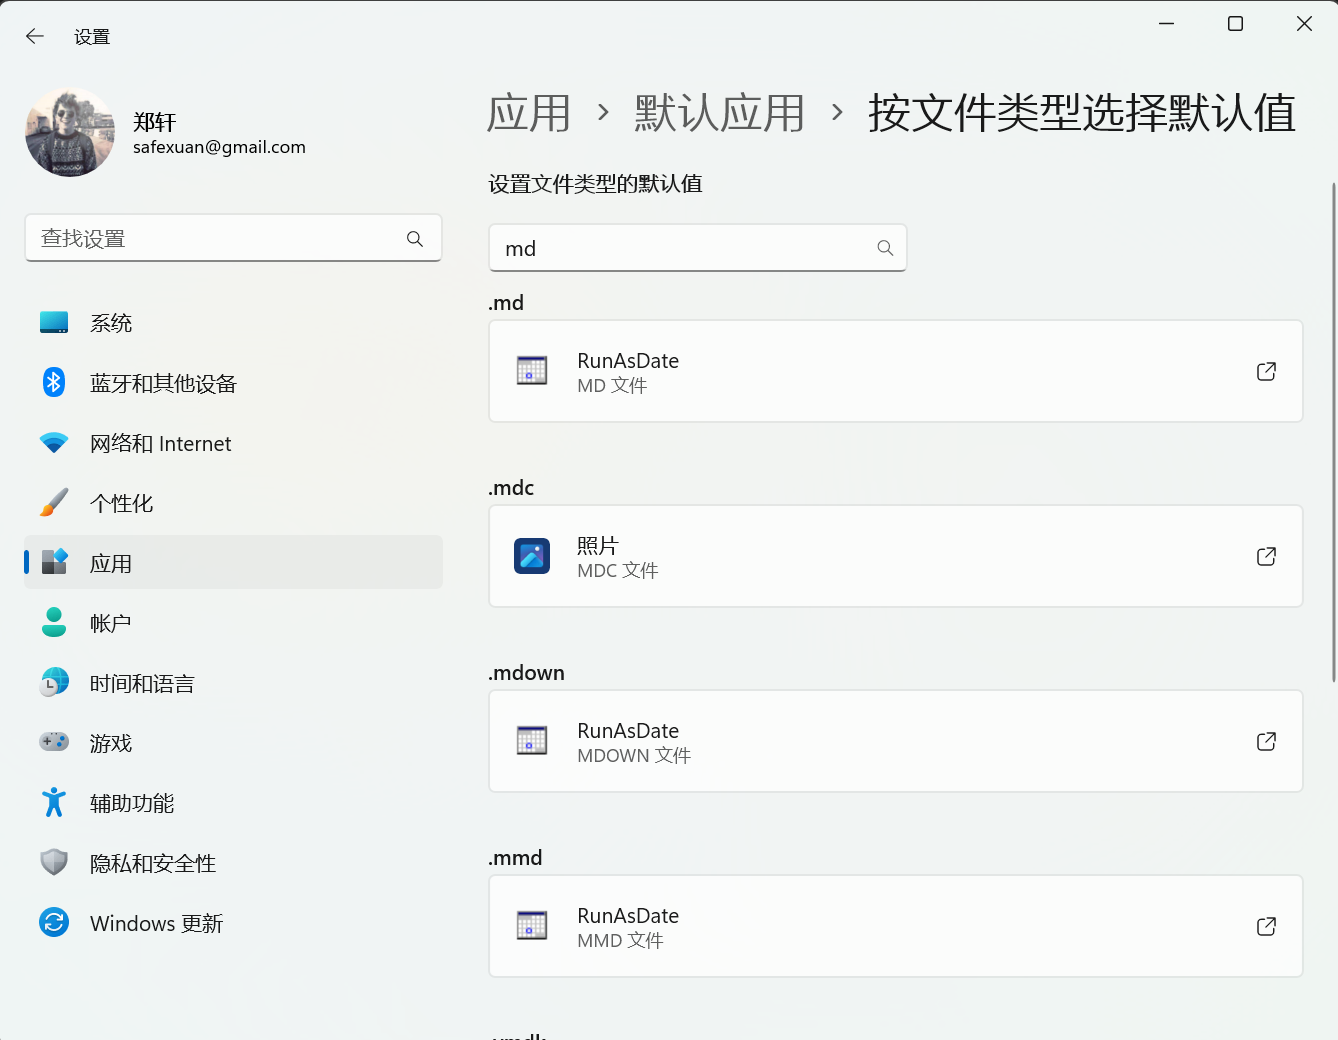 设置
郑轩
safexuan@gmail.com
查找设置
系统
蓝牙和其他设备
网络和 Internet
个性化
应用
帐户
时间和语言
游戏
辅助功能
隐私和安全性
Windows 更新
应用 › 默认应用 › 按文件类型选择默认值
设置文件类型的默认值
md
.md
RunAsDate
MD 文件
.mdc
照片
MDC 文件
.mdown
RunAsDate
MDOWN 文件
.mmd
RunAsDate
MMD 文件